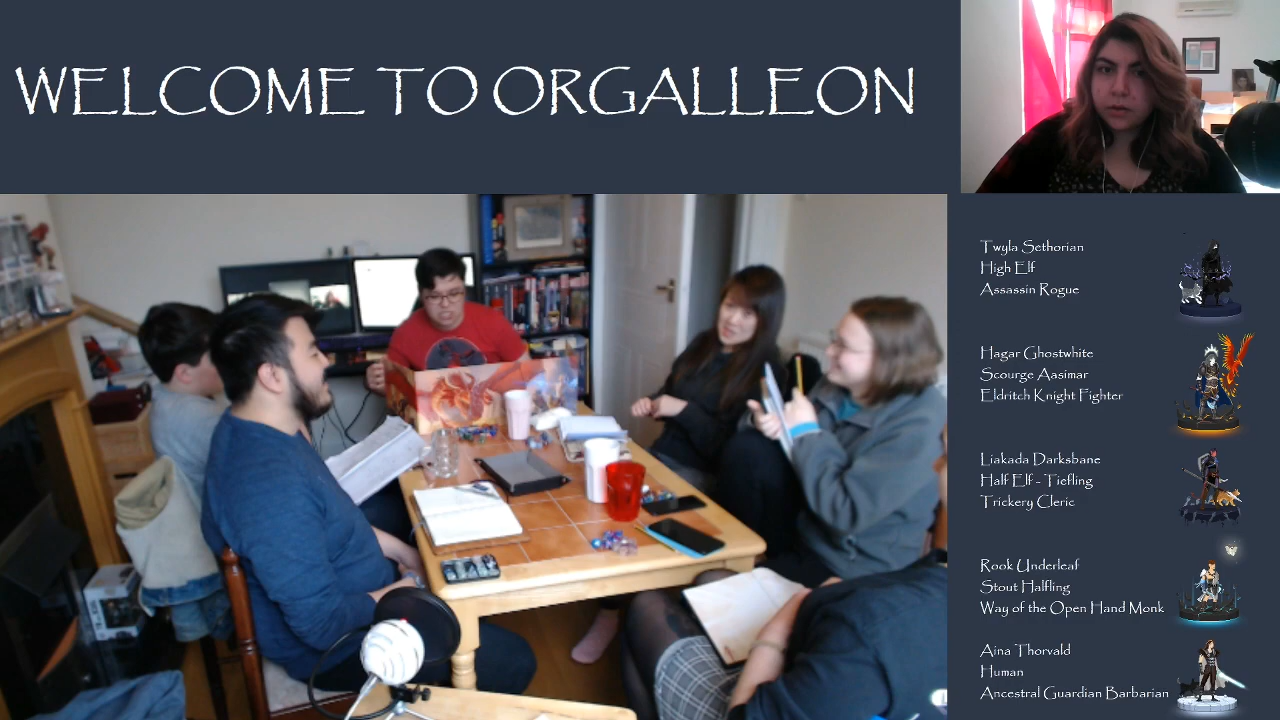 WELCOME TO ORGALLEON
Twyla Sethorian
High Elf
Assassin Rogue
Hagar Ghostwhite
Scourge Aasimar
Eldritch Knight Fighter
Liakada Darksbane
Half Elf - Tiefling
Trickery Cleric
Rook Underleaf
Stout Halfling
Way of the Open Hand Monk
Aina Thorvald
Human
Ancestral Guardian Barbarian